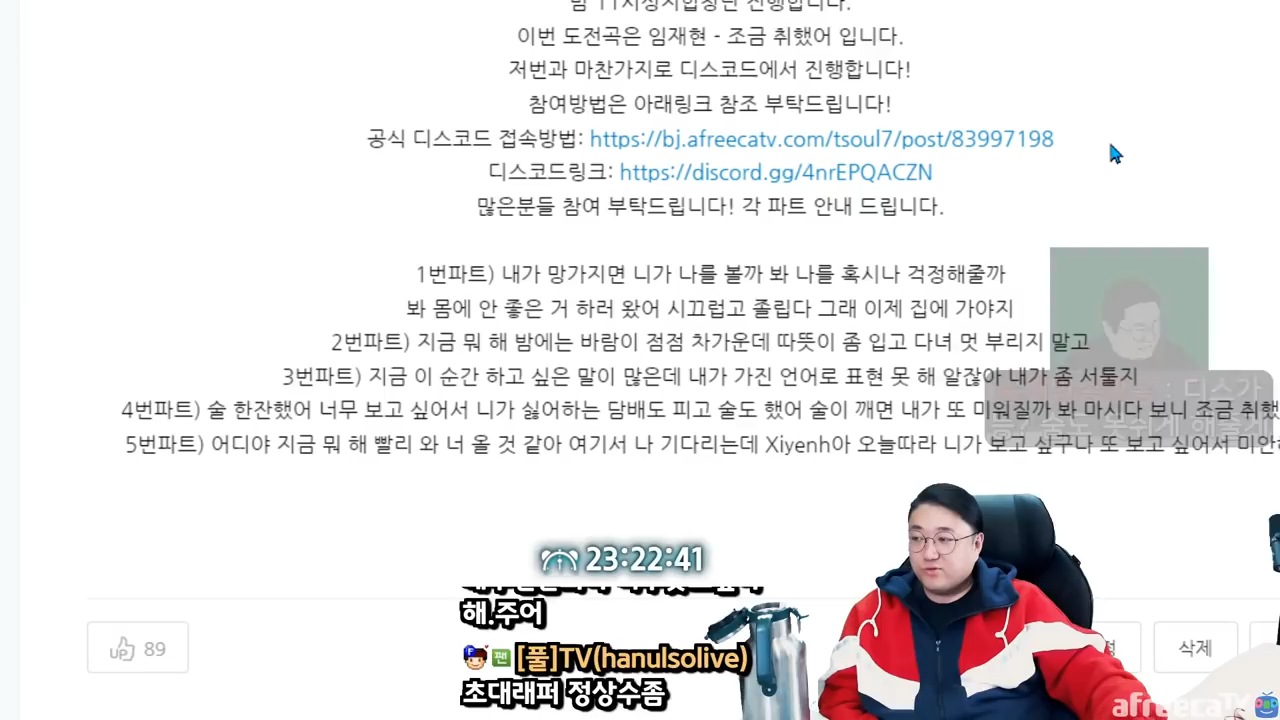 밤 11시정지합창단 진행합니다.
이번 도전곡은 임재현 - 조금 취했어 입니다.
저번과 마찬가지로 디스코드에서 진행합니다!
참여방법은 아래링크 참조 부탁드립니다!
공식 디스코드 접속방법: https://bj.afreecatv.com/tsoul7/post/83997198
디스코드링크: https://discord.gg/4nrEPQACZN
많은분들 참여 부탁드립니다! 각 파트 안내 드립니다.
1번파트) 내가 망가지면 니가 나를 볼까 봐 나를 혹시나 걱정해줄까
봐 몸에 안 좋은 거 하러 왔어 시끄럽고 졸립다 그래 이제 집에 가야지
2번파트) 지금 뭐 해 밤에는 바람이 점점 차가운데 따뜻이 좀 입고 다녀 멋 부리지 말고
3번파트) 지금 이 순간 하고 싶은 말이 많은데 내가 가진 언어로 표현 못 해 알잖아 내가 좀 서툴지
4번파트) 술 한잔했어 너무 보고 싶어서 니가 싫어하는 담배도 피고 술도 했어 술이 깨면 내가 또 미워질까 봐 마시다 보니 조금 취했
5번파트) 어디야 지금 뭐 해 빨리 와 너 올 것 같아 여기서 나 기다리는데 Xiyenh아 오늘따라 니가 보고 싶구나 또 보고 싶어서 미안
: 디스가
23:22:41
해.주어
[풀]TV(hanulsolive)
초대래퍼 정상수좀
UP 89
삭제
afreecaTV